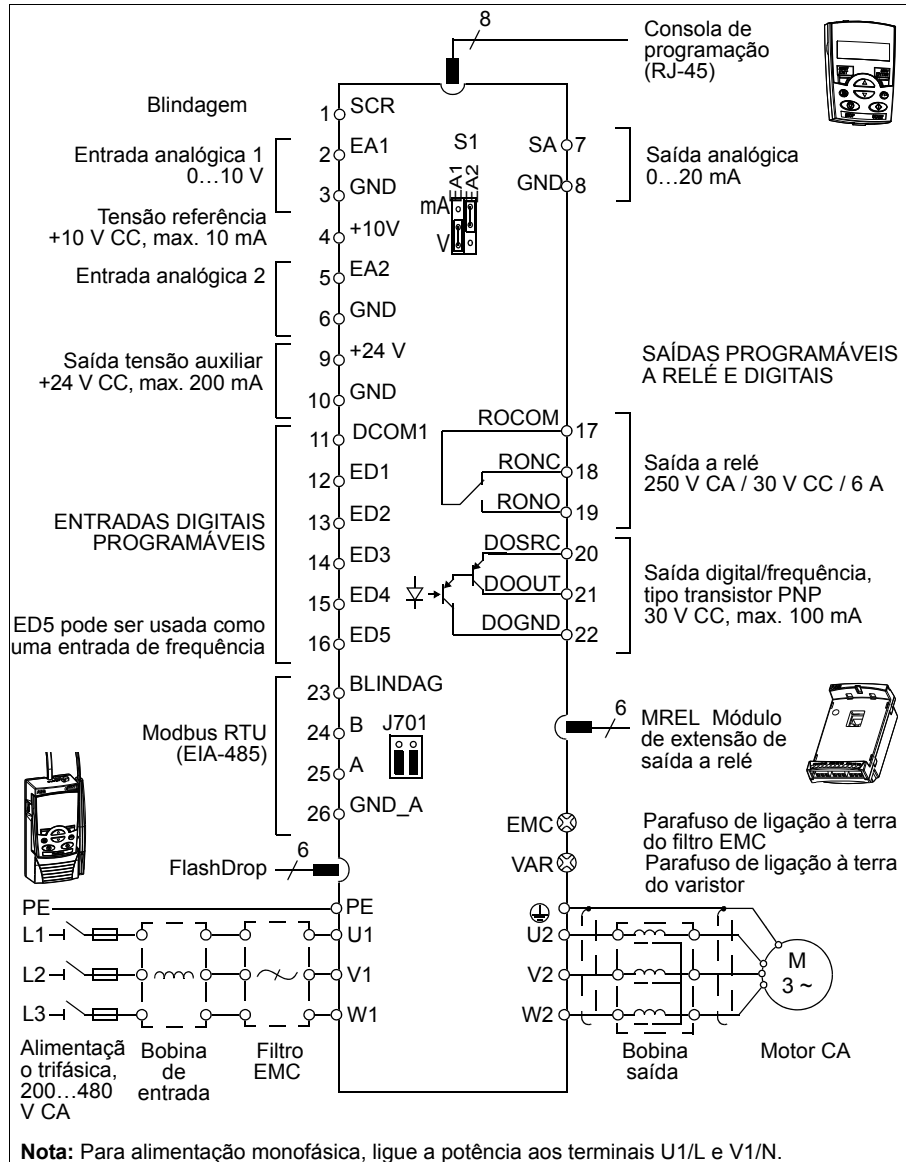 8
Consola de
programação
(RJ-45)
Blindagem
1 SCR
Entrada analógica 1
0…10 V
2 EA1
3 GND
S1
EA1
EA2
mA
V
SA 7
GND 8
Saída analógica
0…20 mA
Tensão referência
+10 V CC, max. 10 mA
4 +10V
Entrada analógica 2
5 EA2
6 GND
Saída tensão auxiliar
+24 V CC, max. 200 mA
9 +24 V
10 GND
SAÍDAS PROGRAMÁVEIS
A RELÉ E DIGITAIS
ENTRADAS DIGITAIS
PROGRAMÁVEIS
ED5 pode ser usada como
uma entrada de frequência
11 DCOM1
12 ED1
13 ED2
14 ED3
15 ED4
16 ED5
ROCOM 17
RONC 18
RONO 19
Saída a relé
250 V CA / 30 V CC / 6 A
DOSRC 20
DOOUT 21
DOGND 22
Saída digital/frequência,
tipo transistor PNP
30 V CC, max. 100 mA
Modbus RTU
(EIA-485)
23 BLINDAG
24 B
25 A
26 GND_A
J701
6
MREL Módulo
de extensão de
saída a relé
FlashDrop
6
EMC
Parafuso de ligação à terra
do filtro EMC
VAR
Parafuso de ligação à terra
do varistor
PE
PE
L1
U1
U2
L2
V1
V2
L3
W1
W2
M
3 ~
Alimentaçã
o trifásica,
200…480
V CA
Bobina
de
entrada
Filtro
EMC
Bobina
saída
Motor CA
Nota: Para alimentação monofásica, ligue a potência aos terminais U1/L e V1/N.